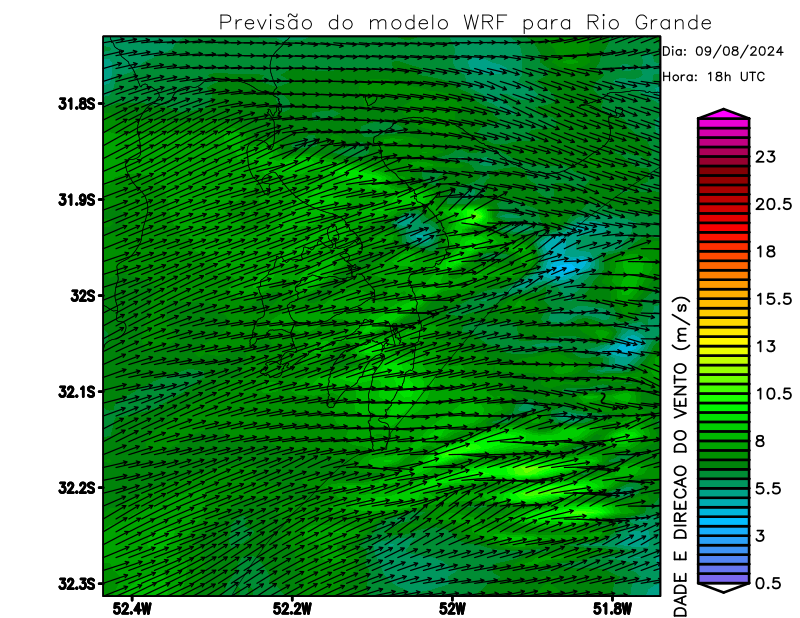 Previsão do modelo WRF para Rio Grande
Dia: 09/08/2024
Hora: 18h UTC
31.8S
31.9S
32S
32.1S
32.2S
32.3S
52.4W
52.2W
52W
51.8W
23
20.5
18
15.5
13
10.5
8
5.5
3
0.5
DADE E DIRECAO DO VENTO (m/s)